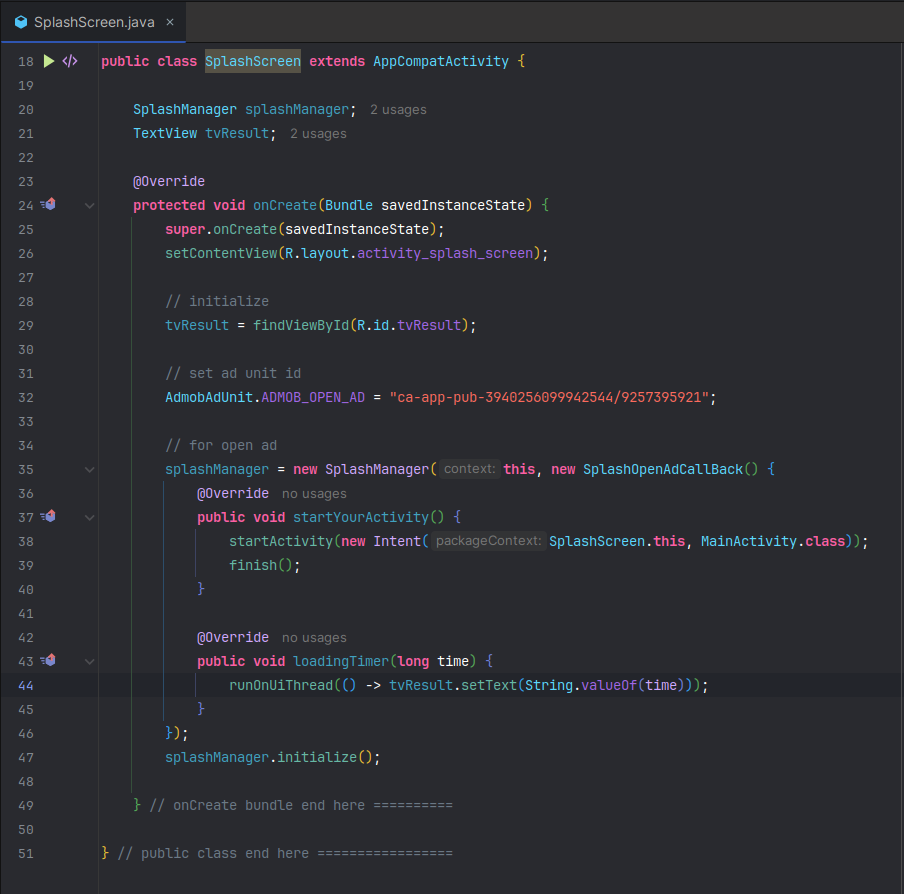 SplashScreen.java ×
18 public class SplashScreen extends AppCompatActivity {
19
20 SplashManager splashManager; 2 usages
21 TextView tvResult; 2 usages
22
23 @Override
24 protected void onCreate(Bundle savedInstanceState) {
25 super.onCreate(savedInstanceState);
26 setContentView(R.layout.activity_splash_screen);
27
28 // initialize
29 tvResult = findViewById(R.id.tvResult);
30
31 // set ad unit id
32 AdmobAdUnit.ADMOB_OPEN_AD = "ca-app-pub-3940256099942544/9257395921";
33
34 // for open ad
35 splashManager = new SplashManager( context: this, new SplashOpenAdCallBack() {
36 @Override no usages
37 public void startYourActivity() {
38 startActivity(new Intent( packageContext: SplashScreen.this, MainActivity.class));
39 finish();
40 }
41
42 @Override no usages
43 public void loadingTimer(long time) {
44 runOnUiThread(() -> tvResult.setText(String.valueOf(time)));
45 }
46 });
47 splashManager.initialize();
48
49 } // onCreate bundle end here ==========
50
51 } // public class end here =================